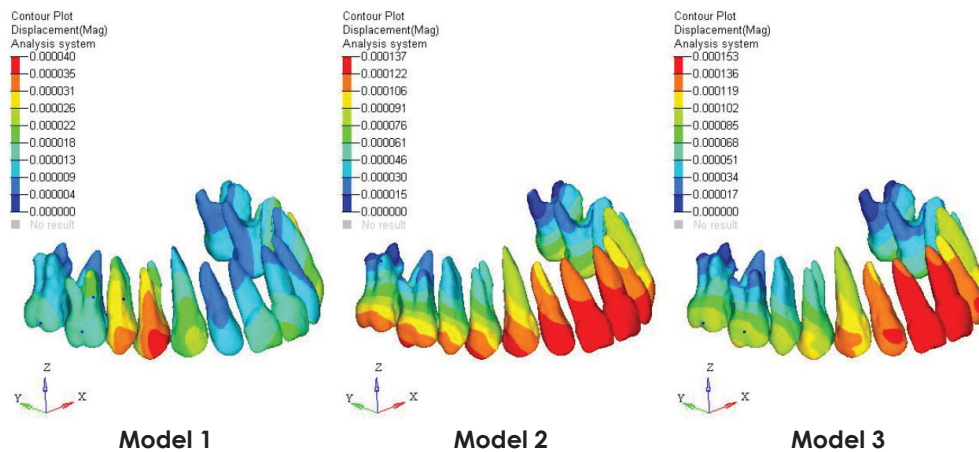 Contour Plot
Displacement(Mag)
Analysis system
0.000040
0.000035
0.000031
0.000026
0.000022
0.000018
0.000013
0.000009
0.000004
0.000000
No result
Z
Y X
Model 1
Contour Plot
Displacement(Mag)
Analysis system
0.000137
0.000122
0.000106
0.000091
0.000076
0.000061
0.000046
0.000030
0.000015
0.000000
No result
Z
Y X
Model 2
Contour Plot
Displacement(Mag)
Analysis system
0.000153
0.000136
0.000119
0.000102
0.000085
0.000068
0.000051
0.000034
0.000017
0.000000
No result
Z
Y X
Model 3